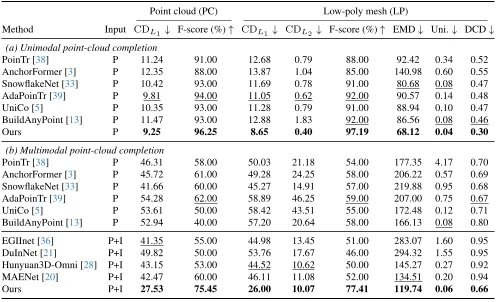 Point cloud (PC) Low-poly mesh (LP)
Method Input CD_{L_1} ↓ F-score (%) ↑ CD_{L_1} ↓ CD_{L_2} ↓ F-score (%) ↑ EMD ↓ Uni. ↓ DCD ↓
(a) Unimodal point-cloud completion
PoinTr [38] P 11.24 91.00 12.68 0.79 88.00 92.42 0.34 0.52
AnchorFormer [3] P 12.35 88.00 13.87 1.04 85.00 140.98 0.60 0.55
SnowflakeNet [33] P 10.42 93.00 11.69 0.78 91.00 80.68 0.08 0.47
AdaPoinTr [39] P 9.81 94.00 11.05 0.62 92.00 90.57 0.14 0.48
UniCo [5] P 10.35 93.00 11.28 0.79 91.00 88.94 0.10 0.47
BuildAnyPoint [13] P 11.47 93.00 12.88 1.83 92.00 86.56 0.08 0.46
Ours P 9.25 96.25 8.65 0.40 97.19 68.12 0.04 0.30
(b) Multimodal point-cloud completion
PoinTr [38] P 46.31 58.00 50.03 21.18 54.00 177.35 4.17 0.70
AnchorFormer [3] P 45.72 61.00 49.28 24.25 58.00 206.22 0.57 0.69
SnowflakeNet [33] P 41.66 60.00 45.27 14.91 57.00 219.88 0.95 0.68
AdaPoinTr [39] P 54.28 62.00 58.89 46.25 59.00 207.00 0.75 0.67
UniCo [5] P 53.61 50.00 58.42 43.51 55.00 172.48 0.12 0.71
BuildAnyPoint [13] P 52.94 40.00 57.20 20.64 58.00 166.13 0.08 0.80
EGIInet [36] P+I 41.35 55.00 44.98 13.45 51.00 283.07 1.60 0.95
DuInNet [21] P+I 49.82 50.00 53.76 17.67 46.00 294.32 1.55 0.95
Hunyuan3D-Omni [28] P+I 43.15 53.00 44.52 10.62 50.00 145.27 0.27 0.92
MAENet [20] P+I 42.47 60.00 46.11 11.08 52.00 134.51 0.20 0.94
Ours P+I 27.53 75.45 26.00 10.07 77.41 119.74 0.06 0.66